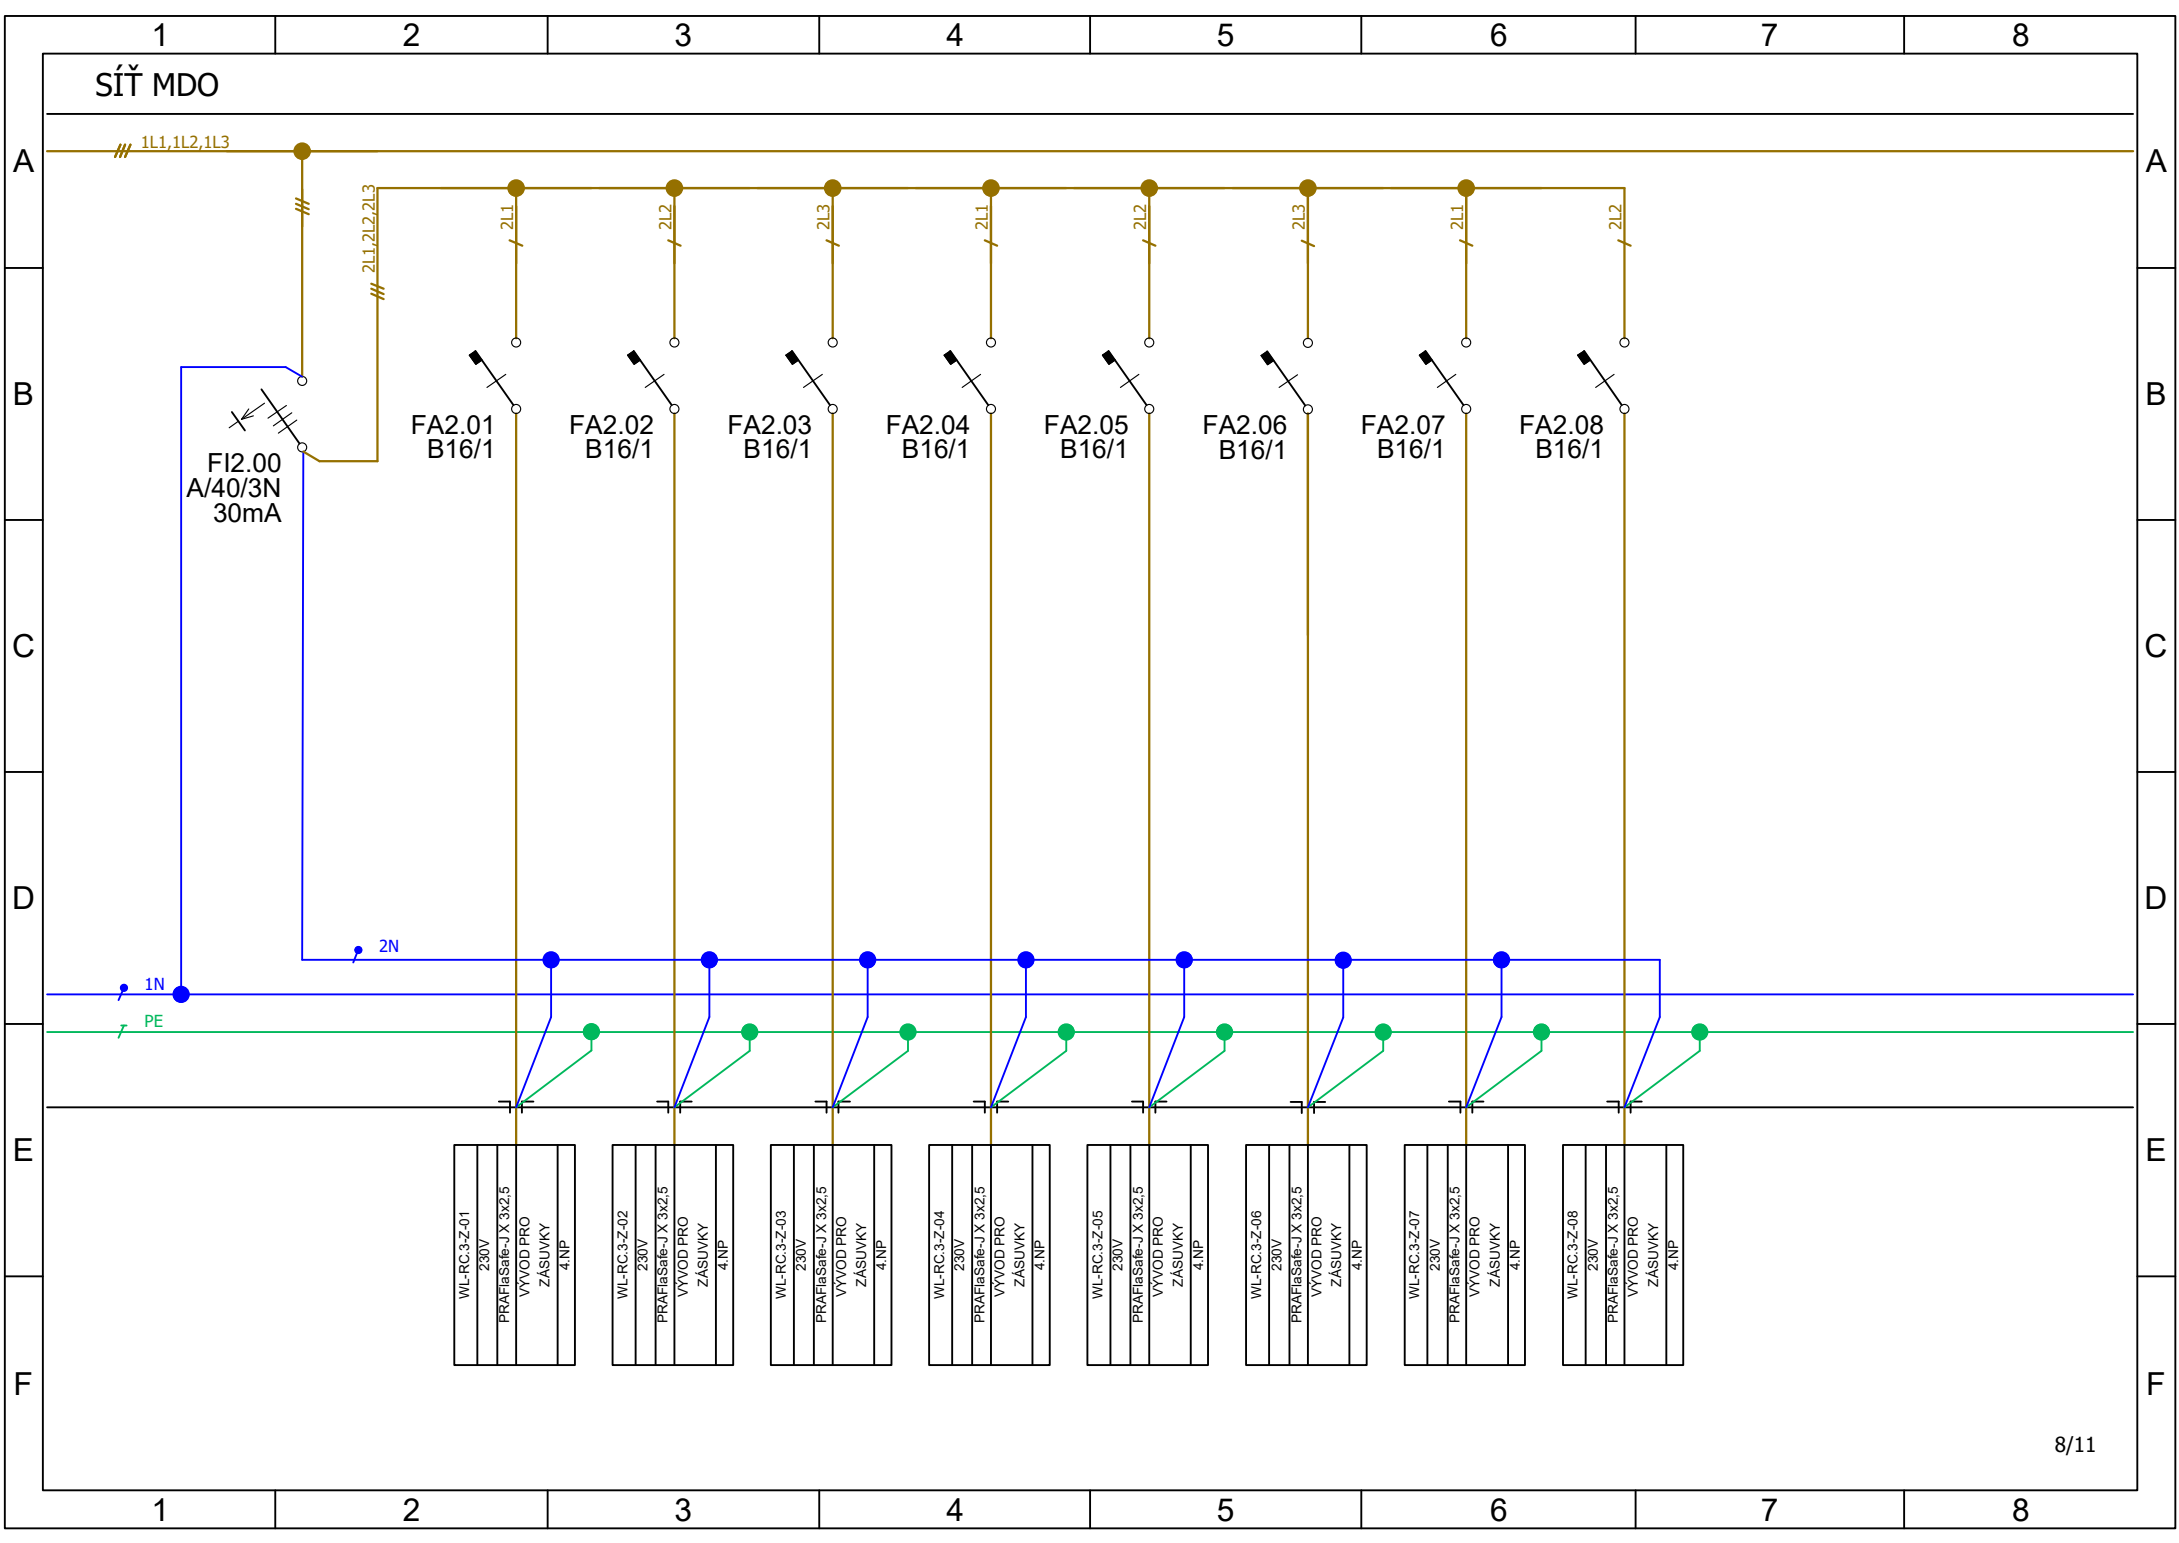 1 2 3 4 5 6 7 8
SÍŤ MDO
A A
1L1,1L2,1L3
2L1,2L2,2L3
2L1
2L2
2L3
2L1
2L2
2L3
2L1
2L2
B B
FA2.01
B16/1
FA2.02
B16/1
FA2.03
B16/1
FA2.04
B16/1
FA2.05
B16/1
FA2.06
B16/1
FA2.07
B16/1
FA2.08
B16/1
FI2.00
A/40/3N
30mA
C C
D D
2N
1N
PE
E E
WL-RC.3-Z-01
230V
PRAFlaSafe-J X 3x2,5
VÝVOD PRO
ZÁSUVKY
4.NP
WL-RC.3-Z-02
230V
PRAFlaSafe-J X 3x2,5
VÝVOD PRO
ZÁSUVKY
4.NP
WL-RC.3-Z-03
230V
PRAFlaSafe-J X 3x2,5
VÝVOD PRO
ZÁSUVKY
4.NP
WL-RC.3-Z-04
230V
PRAFlaSafe-J X 3x2,5
VÝVOD PRO
ZÁSUVKY
4.NP
WL-RC.3-Z-05
230V
PRAFlaSafe-J X 3x2,5
VÝVOD PRO
ZÁSUVKY
4.NP
WL-RC.3-Z-06
230V
PRAFlaSafe-J X 3x2,5
VÝVOD PRO
ZÁSUVKY
4.NP
WL-RC.3-Z-07
230V
PRAFlaSafe-J X 3x2,5
VÝVOD PRO
ZÁSUVKY
4.NP
WL-RC.3-Z-08
230V
PRAFlaSafe-J X 3x2,5
VÝVOD PRO
ZÁSUVKY
4.NP
F F
8/11
1 2 3 4 5 6 7 8